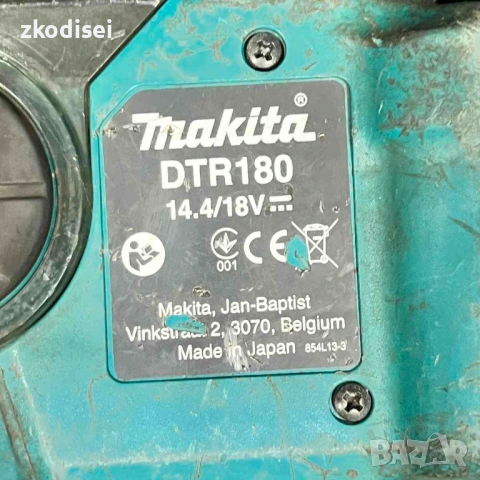 zkodisei
makita®
DTR180
14.4/18V
001
CE
Makita, Jan-Baptist
2, 3070, Belgium
Made in Japan 854L13-3
BAZAR